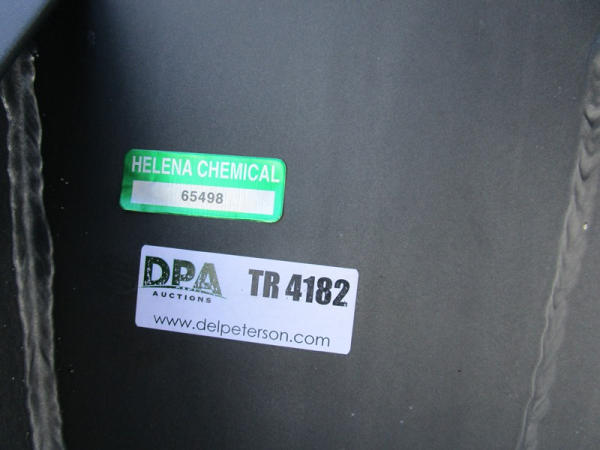 HELENA CHEMICAL
65498
DPA
AUCTIONS
TR 4182
www.delpeterson.com